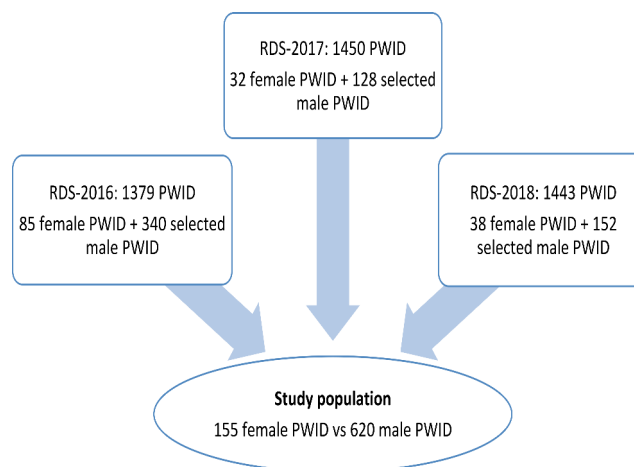 RDS-2017: 1450 PWID
32 female PWID + 128 selected
male PWID
RDS-2016: 1379 PWID
85 female PWID + 340 selected
male PWID
RDS-2018: 1443 PWID
38 female PWID + 152
selected male PWID
Study population
155 female PWID vs 620 male PWID